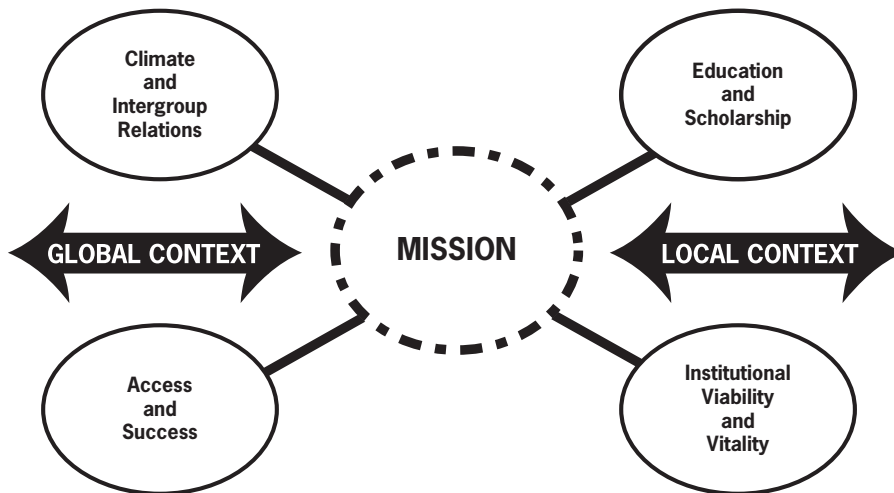 Climate
and
Intergroup
Relations
Education
and
Scholarship
GLOBAL CONTEXT
MISSION
LOCAL CONTEXT
Access
and
Success
Institutional
Viability
and
Vitality